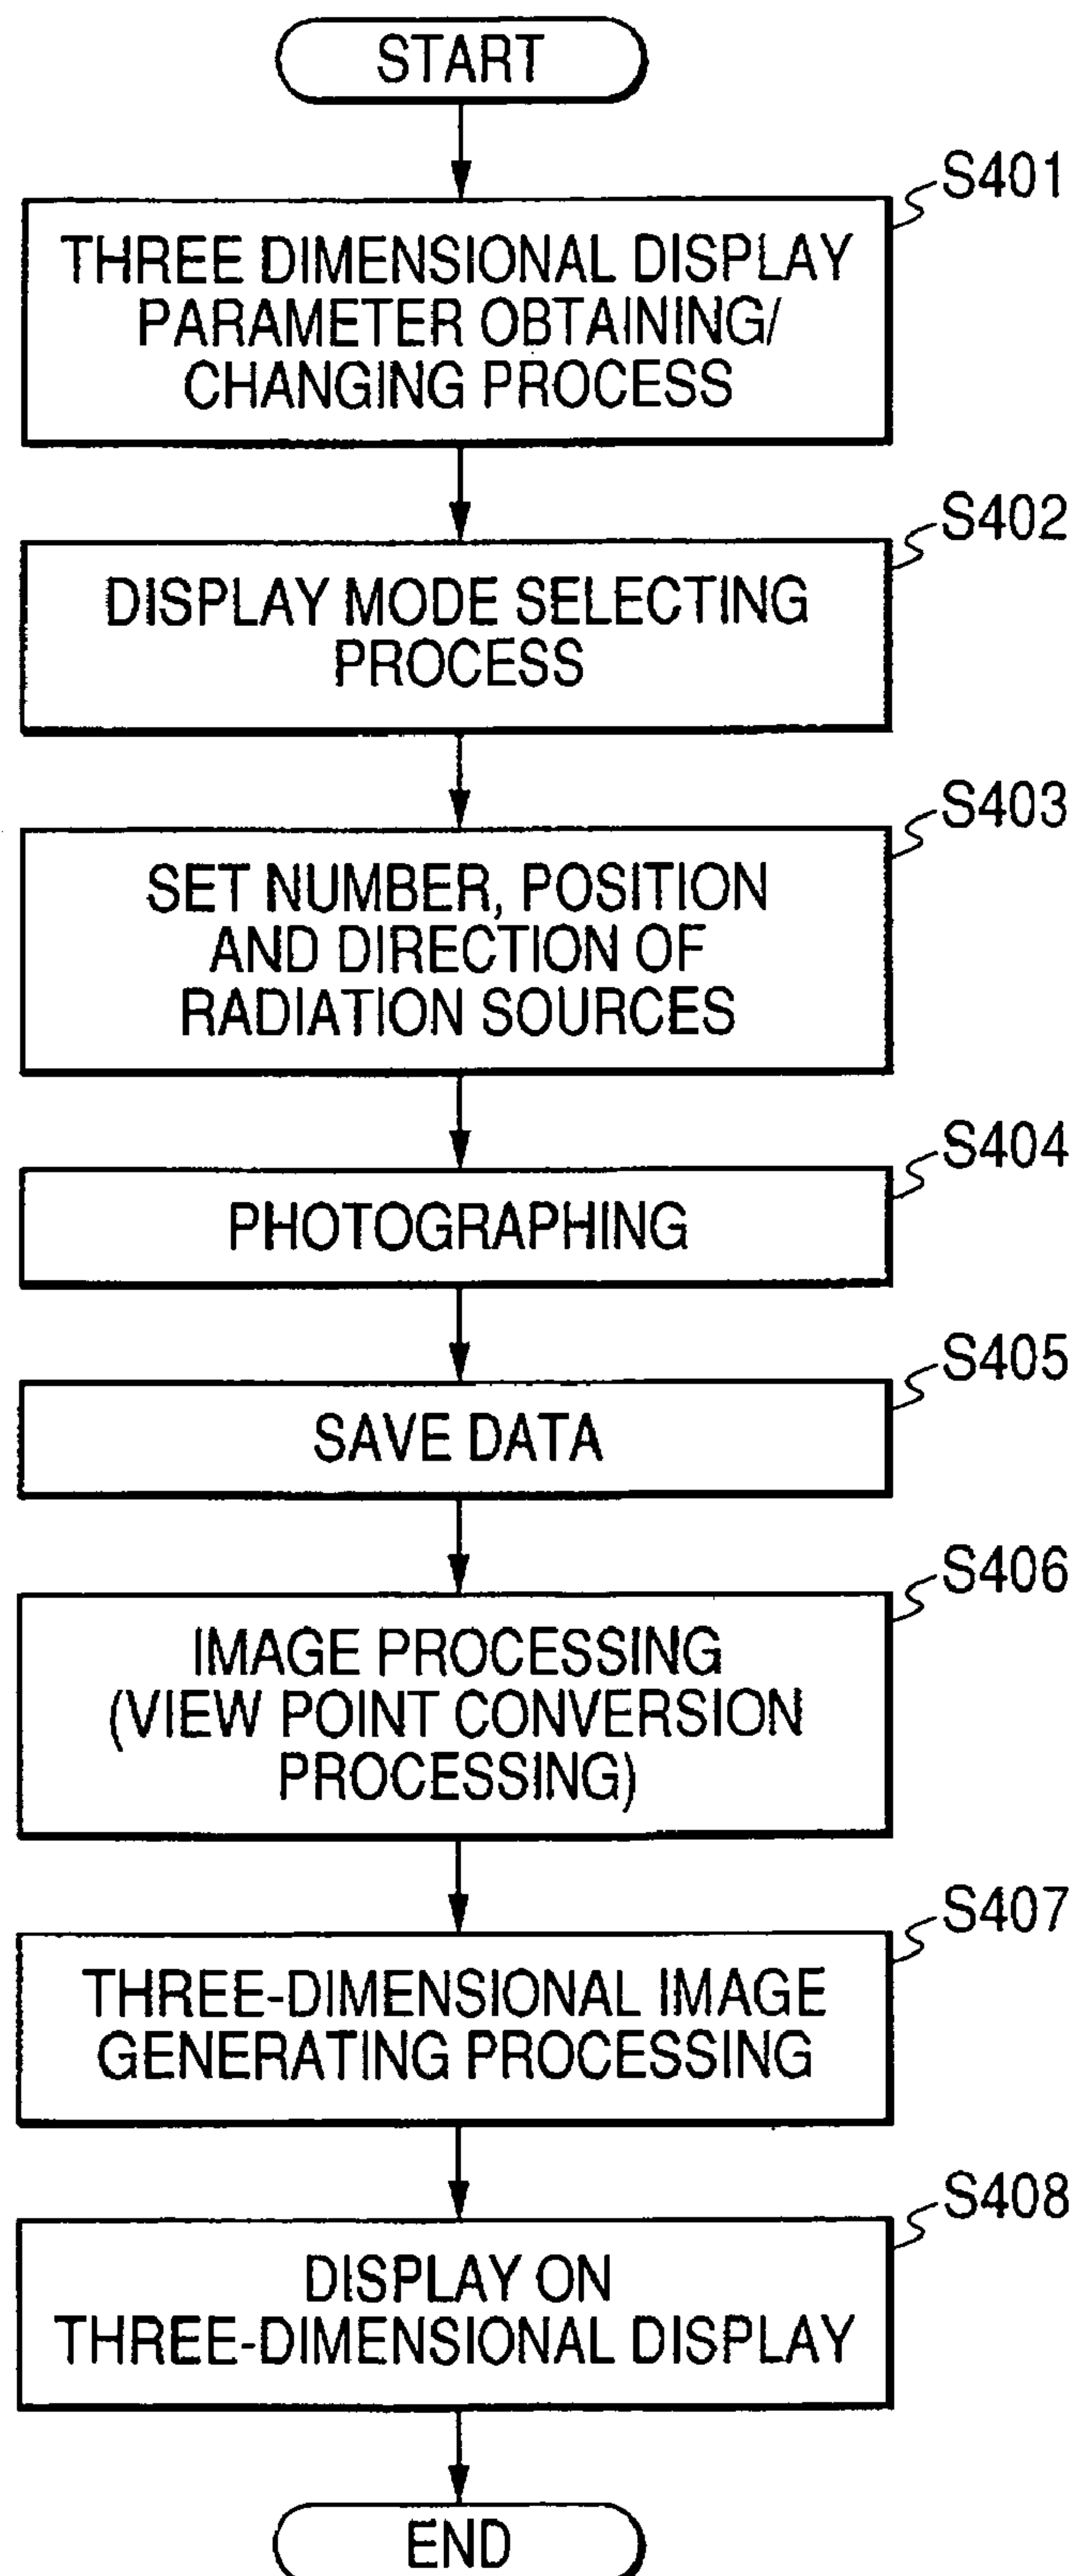 START
S401
THREE DIMENSIONAL DISPLAY
PARAMETER OBTAINING/
CHANGING PROCESS
S402
DISPLAY MODE SELECTING
PROCESS
S403
SET NUMBER, POSITION
AND DIRECTION OF
RADIATION SOURCES
S404
PHOTOGRAPHING
S405
SAVE DATA
S406
IMAGE PROCESSING
(VIEW POINT CONVERSION
PROCESSING)
S407
THREE-DIMENSIONAL IMAGE
GENERATING PROCESSING
S408
DISPLAY ON
THREE-DIMENSIONAL DISPLAY
END